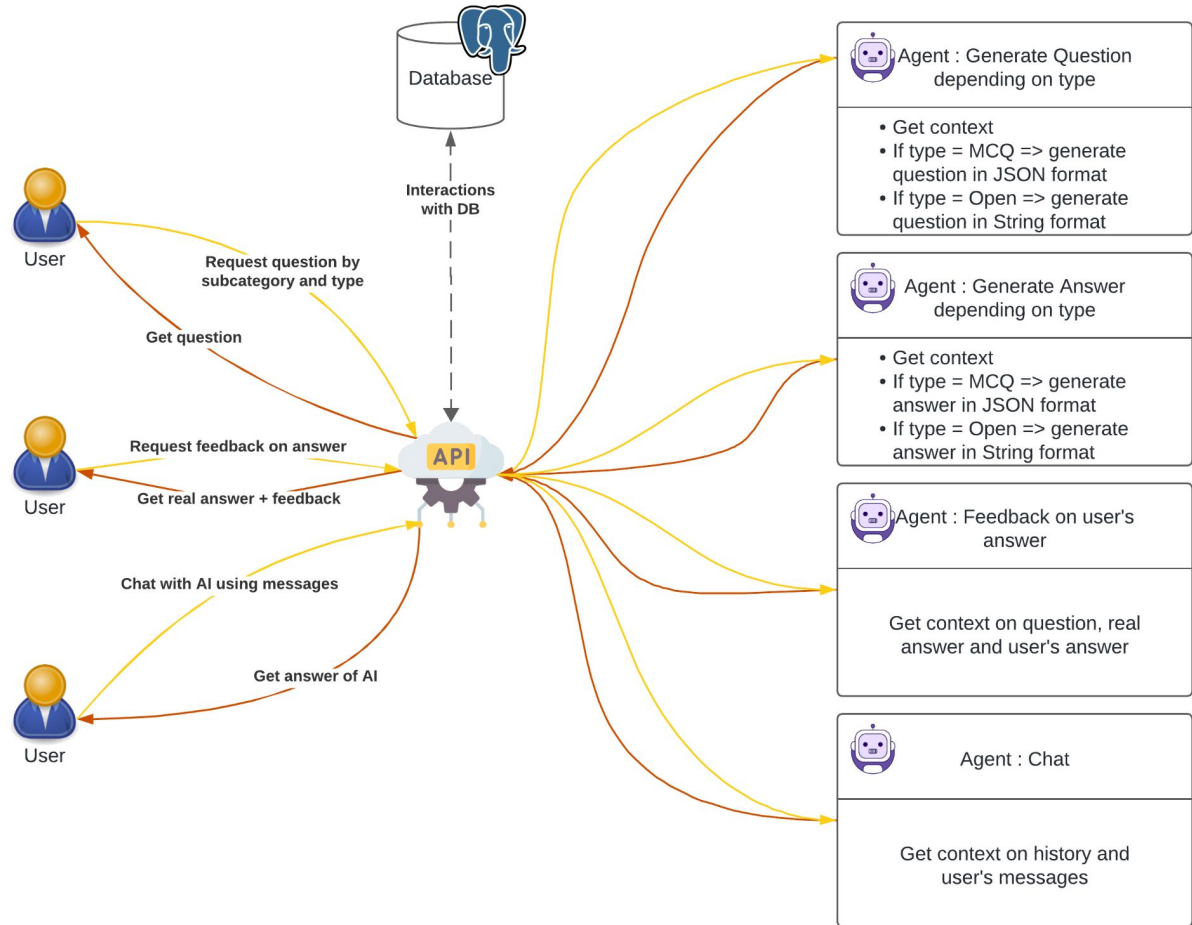 Database
Interactions
with DB
User
Request question by
subcategory and type
Get question
User
Request feedback on answer
Get real answer + feedback
API
User
Chat with AI using messages
Get answer of AI
Agent : Generate Question
depending on type
• Get context
• If type = MCQ => generate
question in JSON format
• If type = Open => generate
question in String format
Agent : Generate Answer
depending on type
• Get context
• If type = MCQ => generate
answer in JSON format
• If type = Open => generate
answer in String format
Agent : Feedback on user's
answer
Get context on question, real
answer and user's answer
Agent : Chat
Get context on history and
user's messages